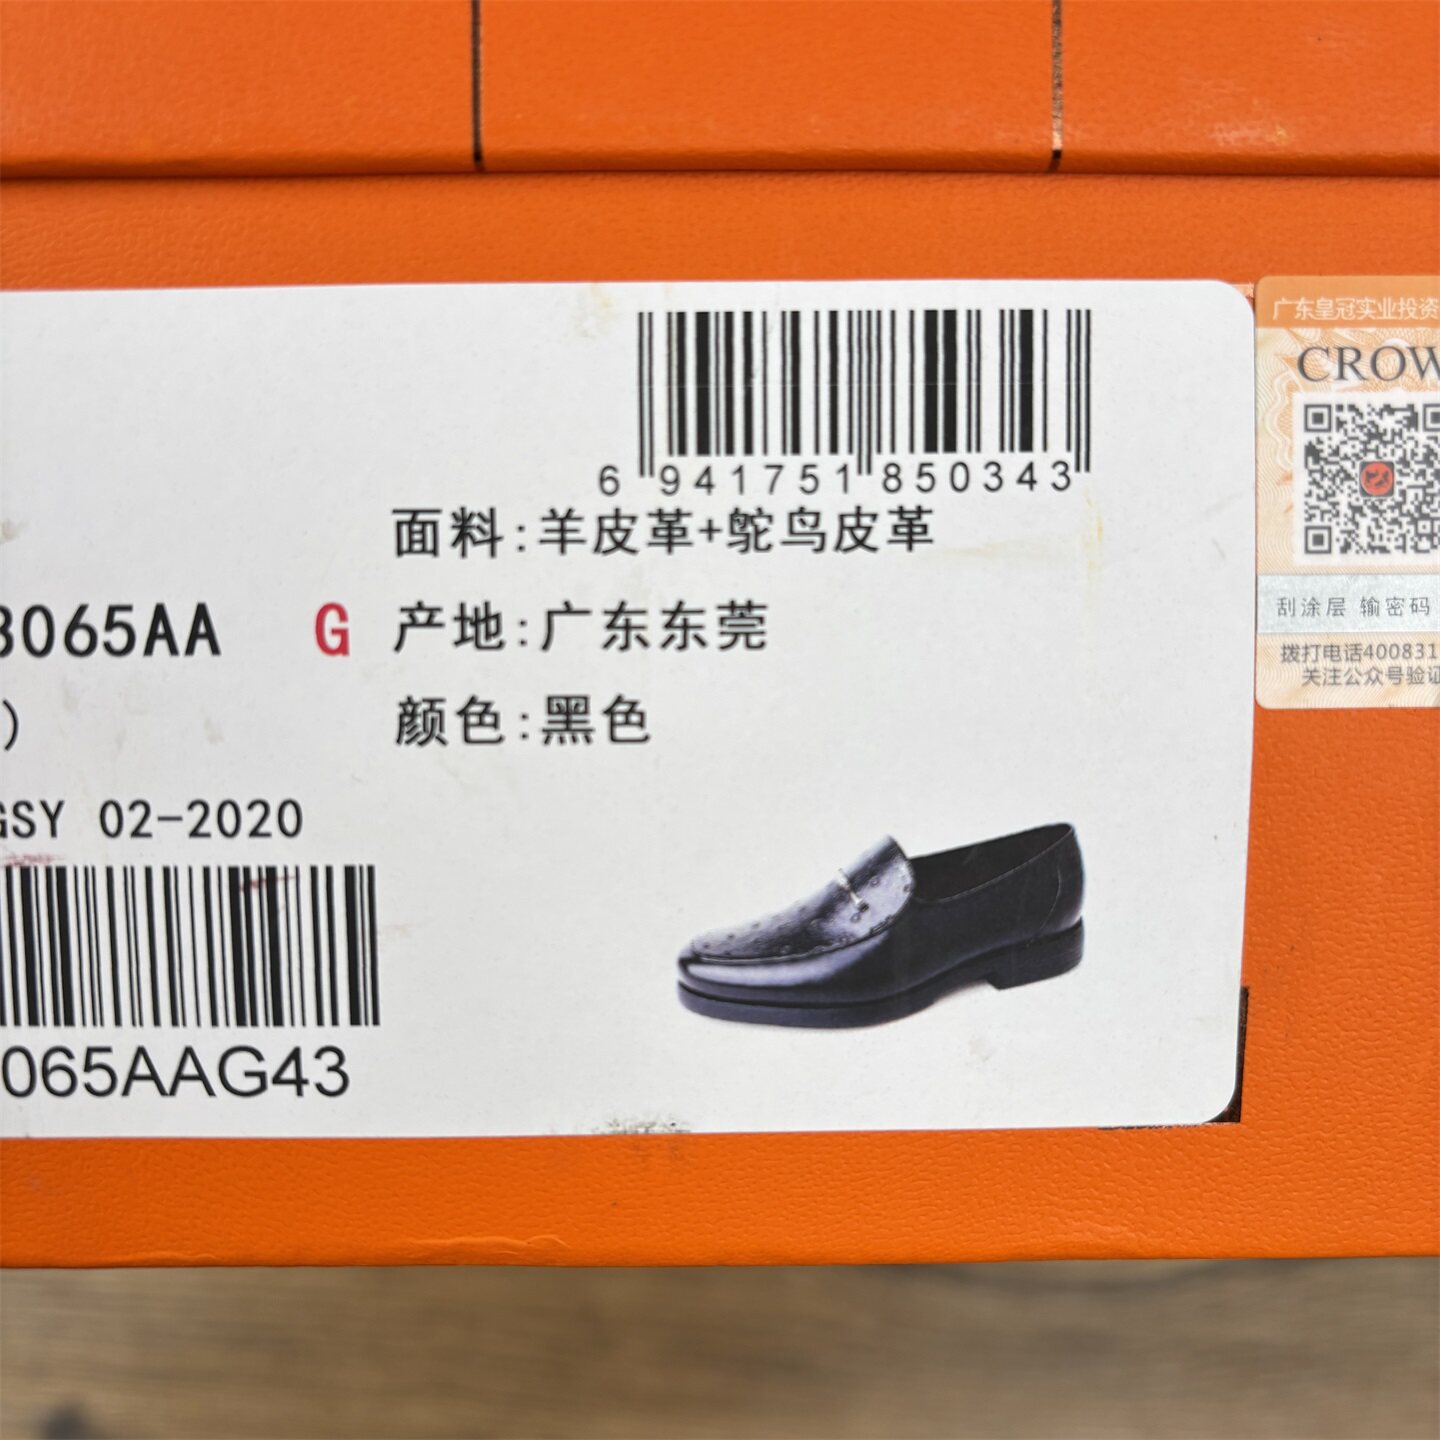 6 941751 850343
面料:羊皮革+鸵鸟皮革
3065AA G
产地:广东东莞
)
颜色:黑色
GSY 02-2020
065AAG43
广东皇冠实业投资
CROW
刮涂层 输密码
拨打电话400831
关注公众号验证